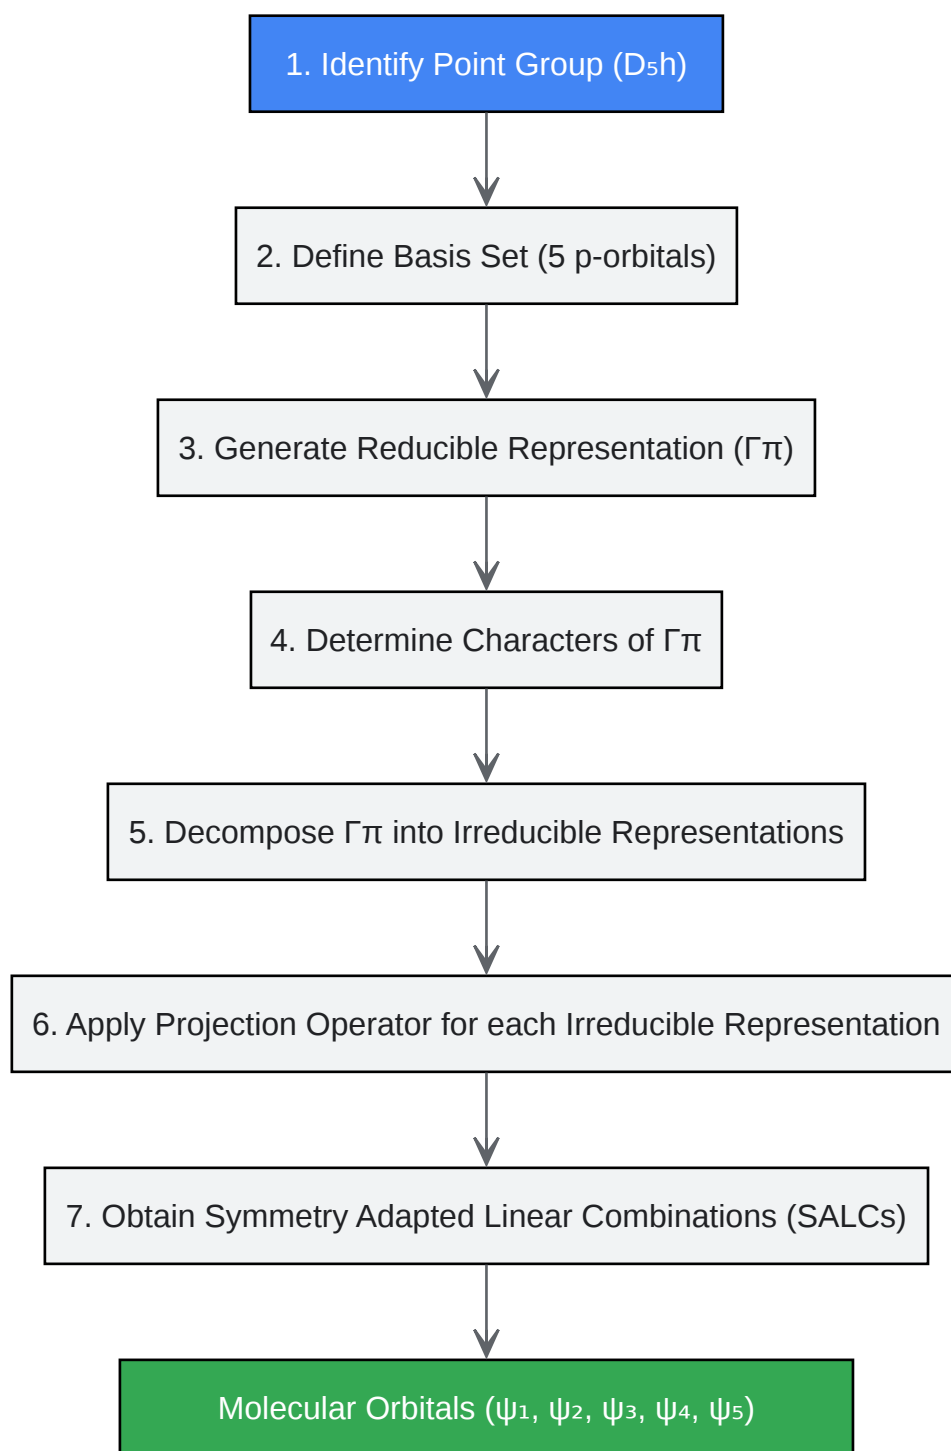 1. Identify Point Group (D₅h)
2. Define Basis Set (5 p-orbitals)
3. Generate Reducible Representation (Γπ)
4. Determine Characters of Γπ
5. Decompose Γπ into Irreducible Representations
6. Apply Projection Operator for each Irreducible Representation
7. Obtain Symmetry Adapted Linear Combinations (SALCs)
Molecular Orbitals (ψ₁, ψ₂, ψ₃, ψ₄, ψ₅)